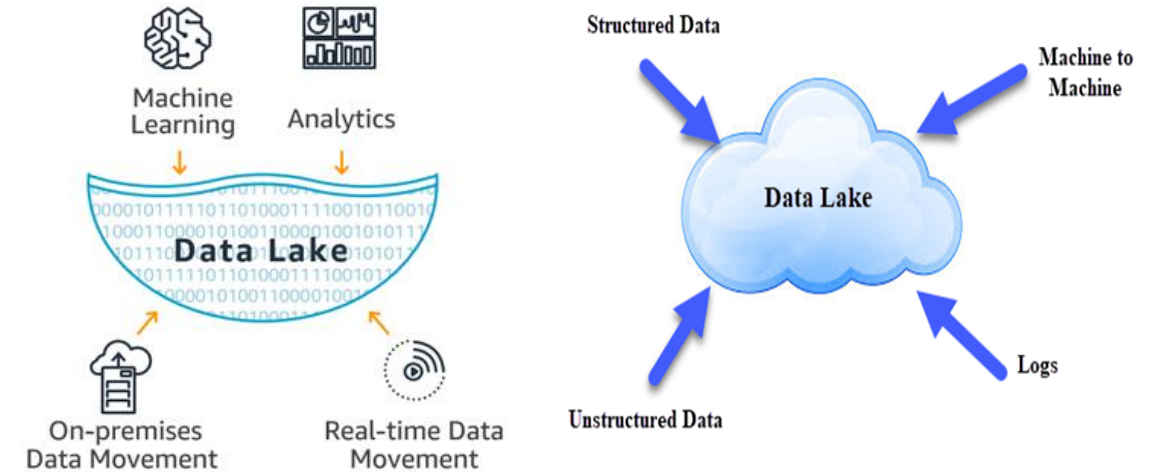 Machine
Learning
Analytics
Data Lake
On-premises
Data Movement
Real-time Data
Movement
Structured Data
Machine to
Machine
Data Lake
Logs
Unstructured Data